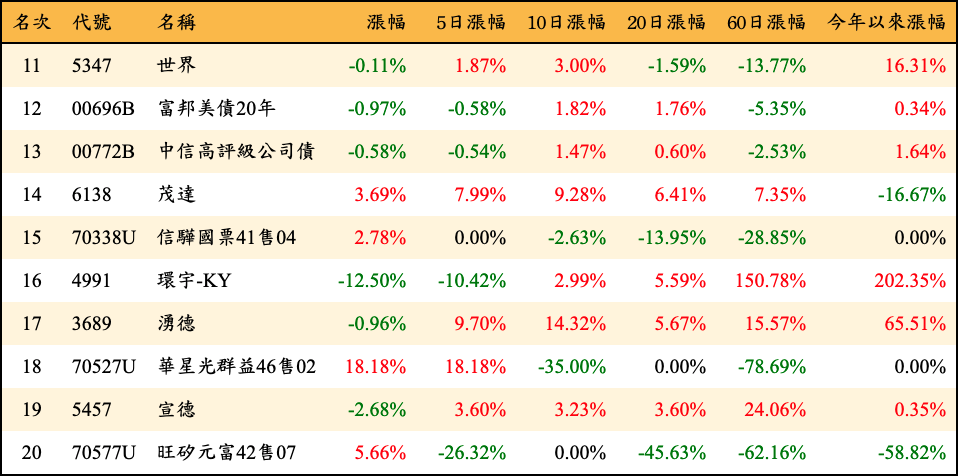 名次 代號 名稱 漲幅 5日漲幅 10日漲幅 20日漲幅 60日漲幅 今年以來漲幅
11 5347 世界 -0.11% 1.87% 3.00% -1.59% -13.77% 16.31%
12 00696B 富邦美債20年 -0.97% -0.58% 1.82% 1.76% -5.35% 0.34%
13 00772B 中信高評級公司債 -0.58% -0.54% 1.47% 0.60% -2.53% 1.64%
14 6138 茂達 3.69% 7.99% 9.28% 6.41% 7.35% -16.67%
15 70338U 信驊國票41售04 2.78% 0.00% -2.63% -13.95% -28.85% 0.00%
16 4991 環宇-KY -12.50% -10.42% 2.99% 5.59% 150.78% 202.35%
17 3689 湧德 -0.96% 9.70% 14.32% 5.67% 15.57% 65.51%
18 70527U 華星光群益46售02 18.18% 18.18% -35.00% 0.00% -78.69% 0.00%
19 5457 宣德 -2.68% 3.60% 3.23% 3.60% 24.06% 0.35%
20 70577U 旺矽元富42售07 5.66% -26.32% 0.00% -45.63% -62.16% -58.82%